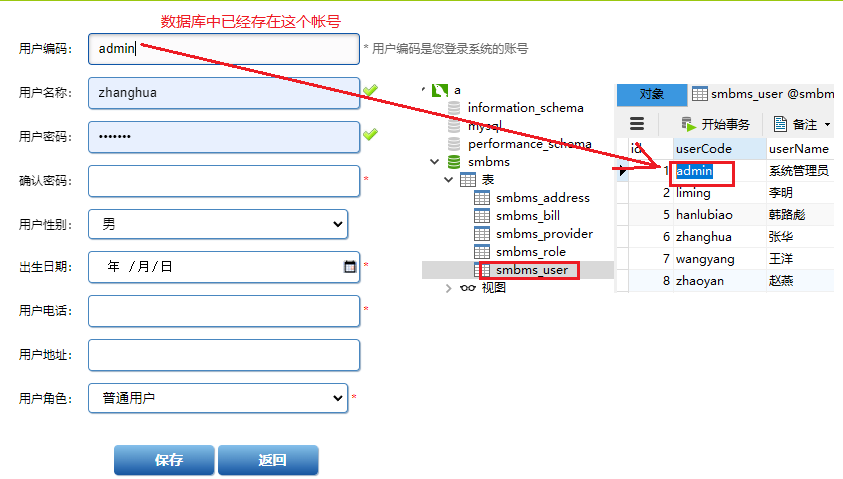 数据库中已经存在这个帐号
用户编码： admin * 用户编码是您登录系统的账号
用户名称： zhanghua
用户密码： •••••••
确认密码： *
用户性别： 男
出生日期： 年 /月/日 *
用户电话： *
用户地址：
用户角色： 普通用户 *
保存 返回
a
information_schema
mysql
performance_schema
smbms
表
smbms_address
smbms_bill
smbms_provider
smbms_role
smbms_user
视图
对象 smbms_user @smbm
开始事务 备注
id userCode userName
1 admin 系统管理员
2 liming 李明
5 hanlubiao 韩路彪
6 zhanghua 张华
7 wangyang 王洋
8 zhaoyan 赵燕